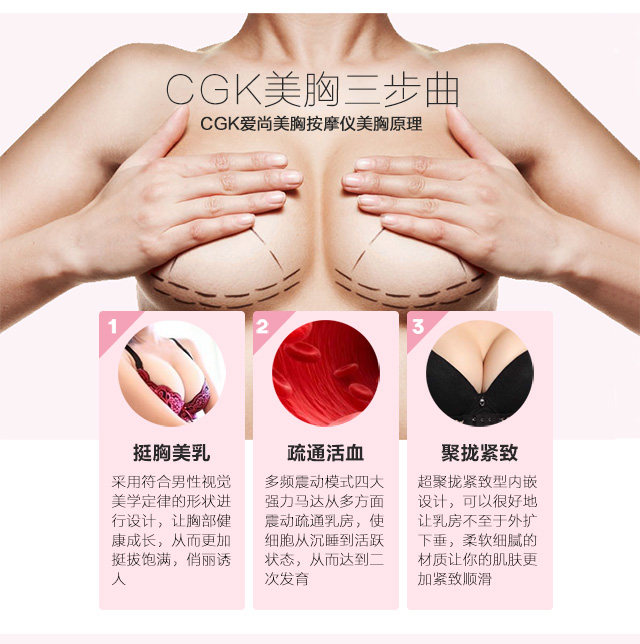 CGK美胸三步曲
CGK爱尚美胸按摩仪美胸原理
1
挺胸美乳
采用符合男性视觉
美学定律的形状进
行设计，让胸部健
康成长，从而更加
挺拔饱满，俏丽诱
人
2
疏通活血
多频震动模式四大
强力马达从多方面
震动疏通乳房，使
细胞从沉睡到活跃
状态，从而达到二
次发育
3
聚拢紧致
超聚拢紧致型内嵌
设计，可以很好地
让乳房不至于外扩
下垂，柔软细腻的
材质让你的肌肤更
加紧致顺滑